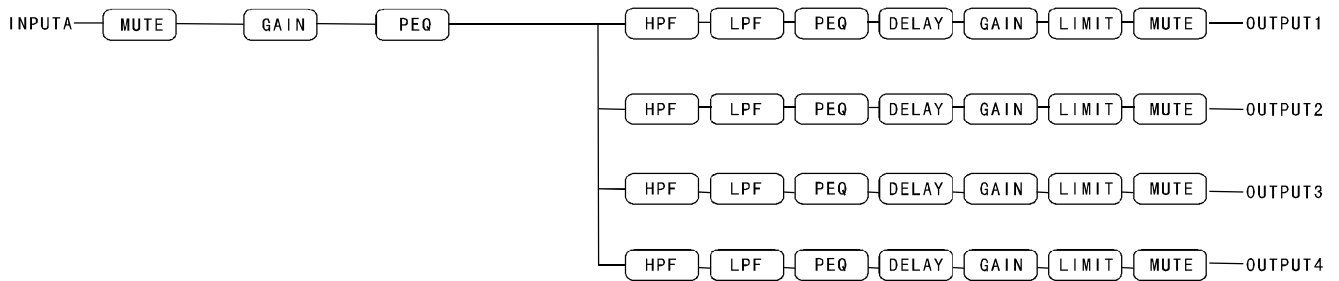 INPUTA MUTE GAIN PEQ HPF LPF PEQ DELAY GAIN LIMIT MUTE OUTPUT1
HPF LPF PEQ DELAY GAIN LIMIT MUTE OUTPUT2
HPF LPF PEQ DELAY GAIN LIMIT MUTE OUTPUT3
HPF LPF PEQ DELAY GAIN LIMIT MUTE OUTPUT4